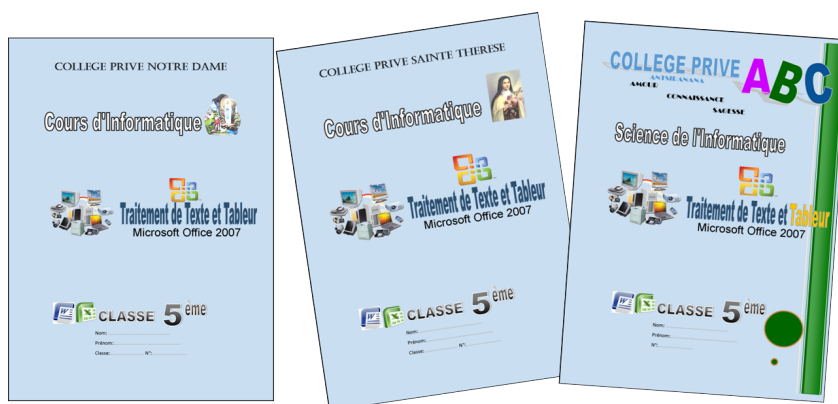 COLLEGE PRIVE NOTRE DAME
Cours d'Informatique
Traitement de Texte et Tableur
Microsoft Office 2007
CLASSE 5ème
Nom:
Prénom:
Classe: N°:
COLLEGE PRIVE SAINTE THERESE
Cours d'Informatique
Traitement de Texte et Tableur
Microsoft Office 2007
CLASSE 5ème
Nom:
Prénom:
Classe: N°:
COLLEGE PRIVE ABC
ANTSIRANANA
AMOUR
CONNAISSANCE
SAGESSE
Science de l'Informatique
Traitement de Texte et Tableur
Microsoft Office 2007
CLASSE 5ème
Nom:
Prénom:
N°: